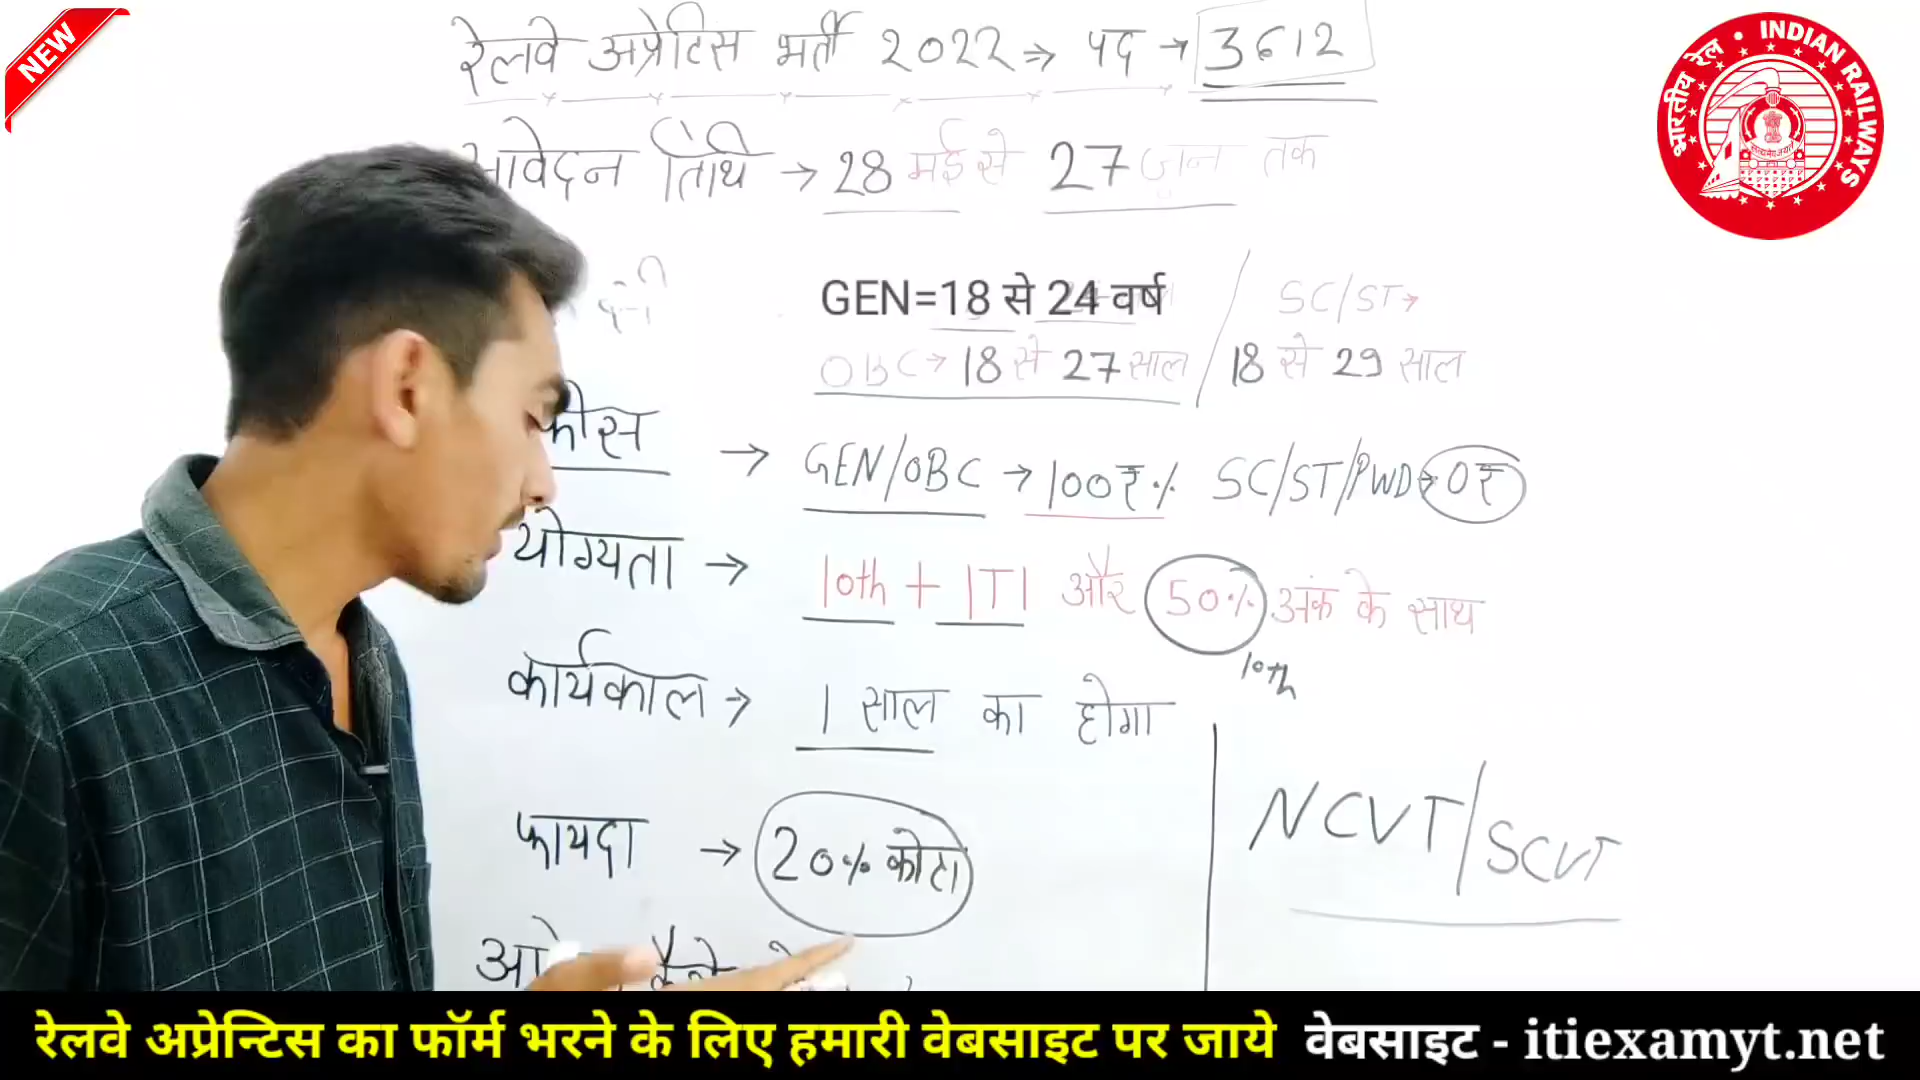 NEW
रेलवे अप्रेटिस भर्ती 2022 ⇒ पद → 3612
भारतीय रेल • INDIAN RAILWAYS
आवेदन तिथि → 28 मई से 27 जून तक
GEN=18 से 24 वर्ष
SC/ST→
OBC→ 18 से 27 साल / 18 से 29 साल
फीस → GEN/OBC → 100₹/. SC/ST/PWD→ 0₹
योग्यता → 10th + ITI और 50% अंक के साथ
10th
कार्यकाल → 1 साल का होगा
NCVT/SCVT
फायदा → 20% कोटा
रेलवे अप्रेन्टिस का फॉर्म भरने के लिए हमारी वेबसाइट पर जाये वेबसाइट - itiexamyt.net